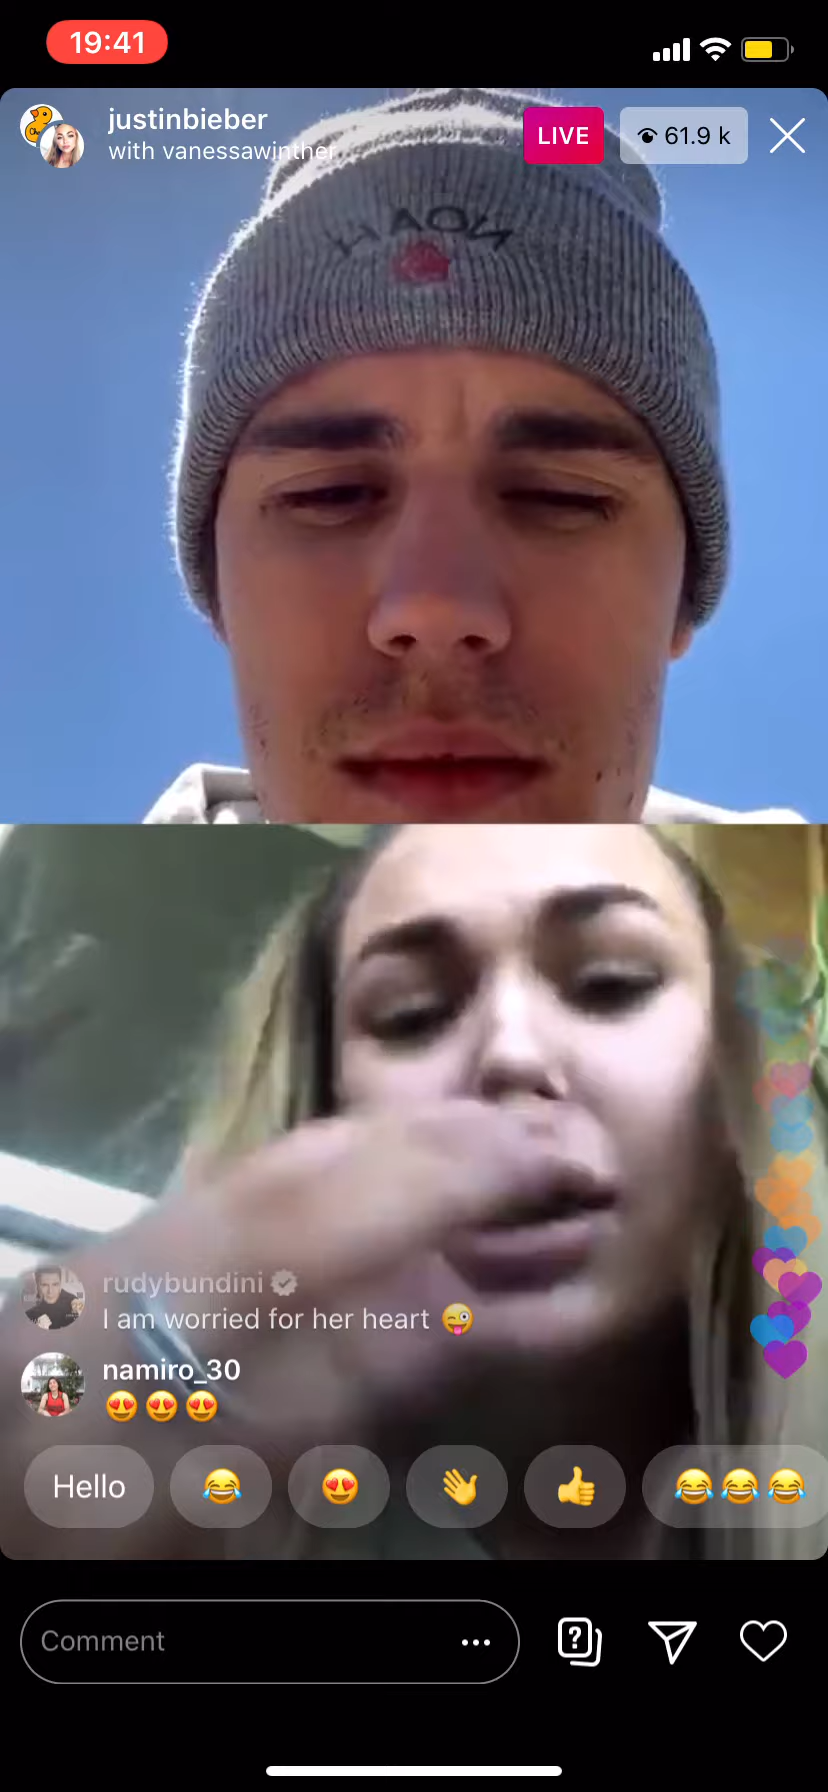 19:41
justinbieber
with vanessawinther
LIVE
61.9 k
rudybundini
I am worried for her heart 😜
namiro_30
😍😍😍
Hello
😂
😍
👋
👍
😂😂😂
Comment